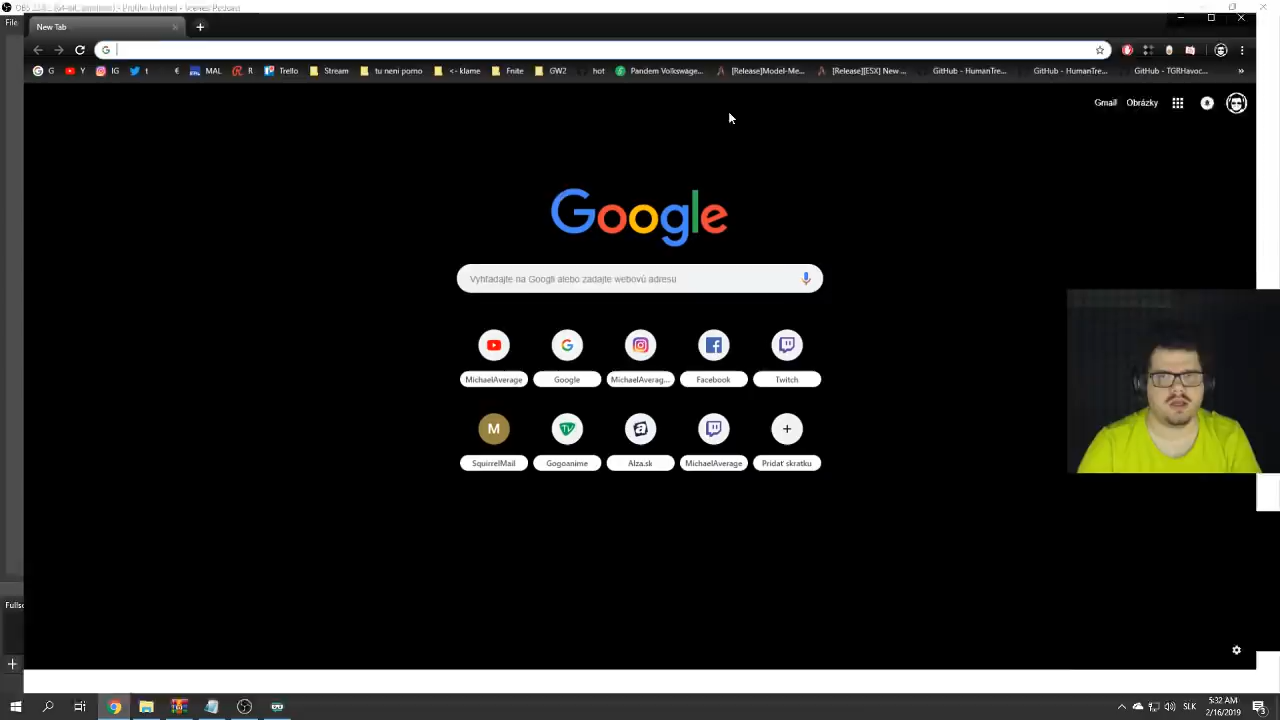 New Tab
G
Y
IG
t
€
MAL
R
Trello
Stream
tu neni porno
<- klame
Fnite
GW2
hot
Pandem Volkswage...
[Release]Model-Me...
[Release][ESX] New ...
GitHub - HumanTre...
GitHub - HumanTre...
GitHub - TGRHavoc...
»
Gmail
Obrázky
Google
Vyhľadajte na Googli alebo zadajte webovú adresu
MichaelAverage
Google
MichaelAverag...
Facebook
Twitch
M
TV
SquirrelMail
Gogoanime
Alza.sk
MichaelAverage
Pridať skratku
File
Fullsc
SLK
5:32 AM
2/16/2019